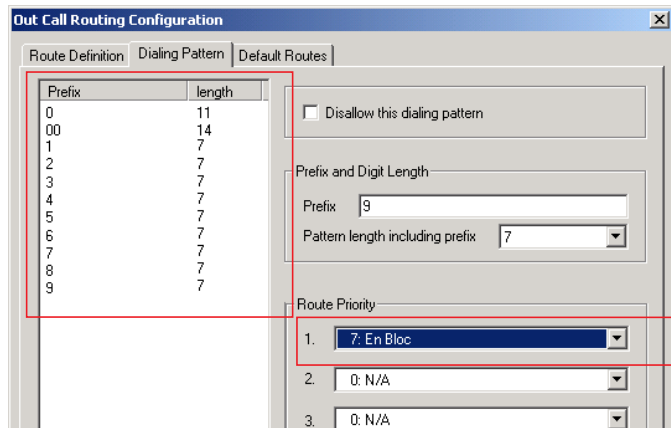 Out Call Routing Configuration
Route Definition Dialing Pattern Default Routes
Prefix length
0 11
00 14
1 7
2 7
3 7
4 7
5 7
6 7
7 7
8 7
9 7
Disallow this dialing pattern
Prefix and Digit Length
Prefix 9
Pattern length including prefix 7
Route Priority
1. 7: En Bloc
2. 0: N/A
3. 0: N/A